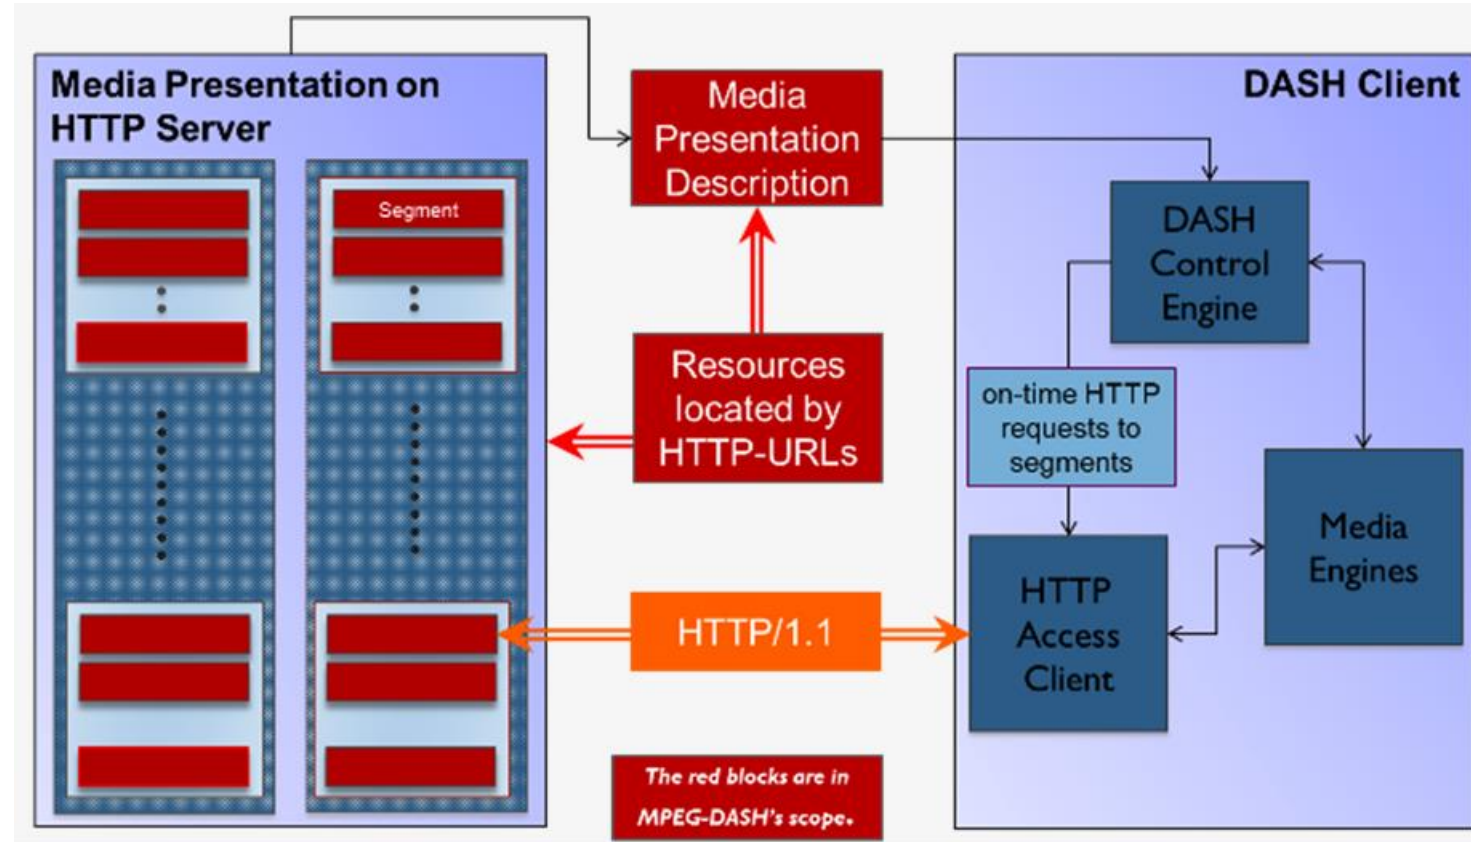 Media Presentation on
HTTP Server
Segment
Media
Presentation
Description
Resources
located by
HTTP-URLs
HTTP/1.1
The red blocks are in
MPEG-DASH's scope.
DASH Client
DASH
Control
Engine
on-time HTTP
requests to
segments
HTTP
Access
Client
Media
Engines